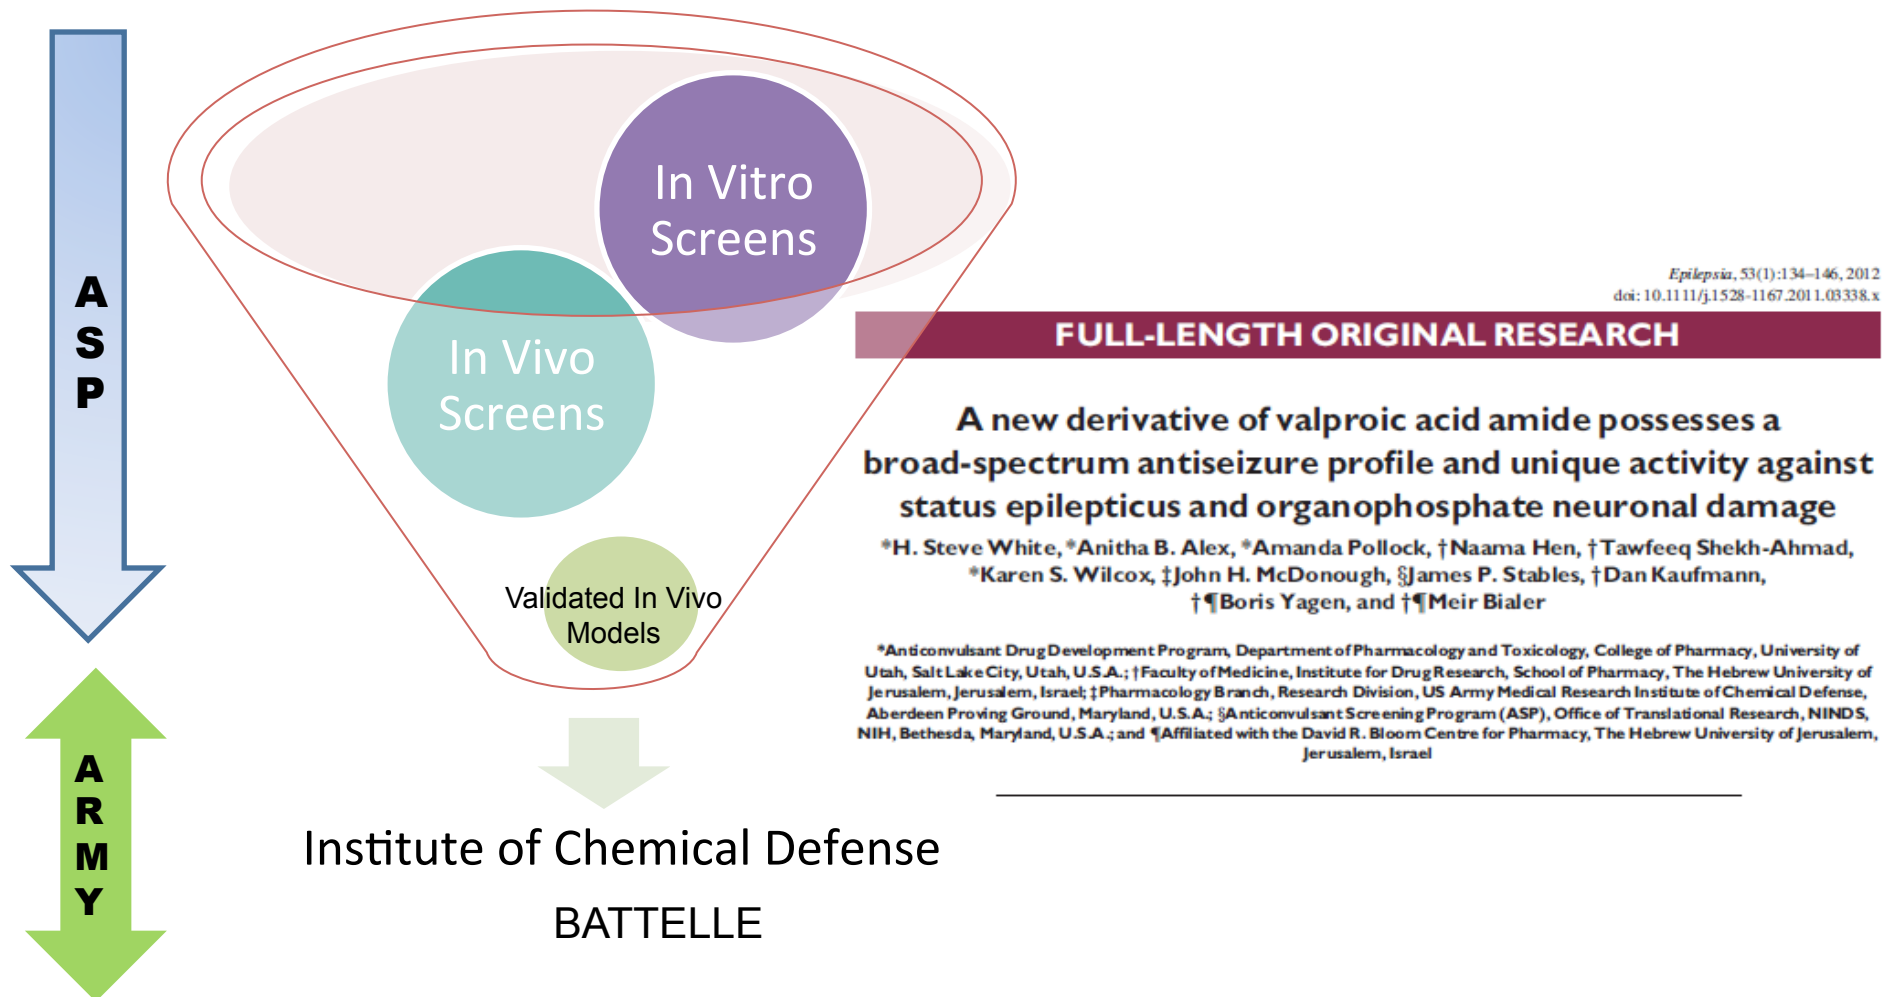 A
S
P
In Vitro
Screens
In Vivo
Screens
Validated In Vivo
Models
A
R
M
Y
Institute of Chemical Defense
BATTELLE
Epilepsia, 53(1):134–146, 2012
doi: 10.1111/j.1528-1167.2011.03338.x
FULL-LENGTH ORIGINAL RESEARCH
A new derivative of valproic acid amide possesses a
broad-spectrum antiseizure profile and unique activity against
status epilepticus and organophosphate neuronal damage
*H. Steve White, *Anitha B. Alex, *Amanda Pollock, †Naama Hen, †Tawfeeq Shekh-Ahmad,
*Karen S. Wilcox, ‡John H. McDonough, §James P. Stables, †Dan Kaufmann,
†¶Boris Yagen, and †¶Meir Bialer
*Anticonvulsant Drug Development Program, Department of Pharmacology and Toxicology, College of Pharmacy, University of
Utah, Salt Lake City, Utah, U.S.A.; †Faculty of Medicine, Institute for Drug Research, School of Pharmacy, The Hebrew University of
Jerusalem, Jerusalem, Israel; ‡Pharmacology Branch, Research Division, US Army Medical Research Institute of Chemical Defense,
Aberdeen Proving Ground, Maryland, U.S.A.; §Anticonvulsant Screening Program (ASP), Office of Translational Research, NINDS,
NIH, Bethesda, Maryland, U.S.A.; and ¶Affiliated with the David R. Bloom Centre for Pharmacy, The Hebrew University of Jerusalem,
Jerusalem, Israel